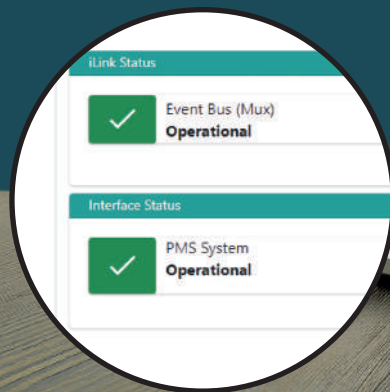 iLink Status
Event Bus (Mux)
Operational
Interface Status
PMS System
Operational